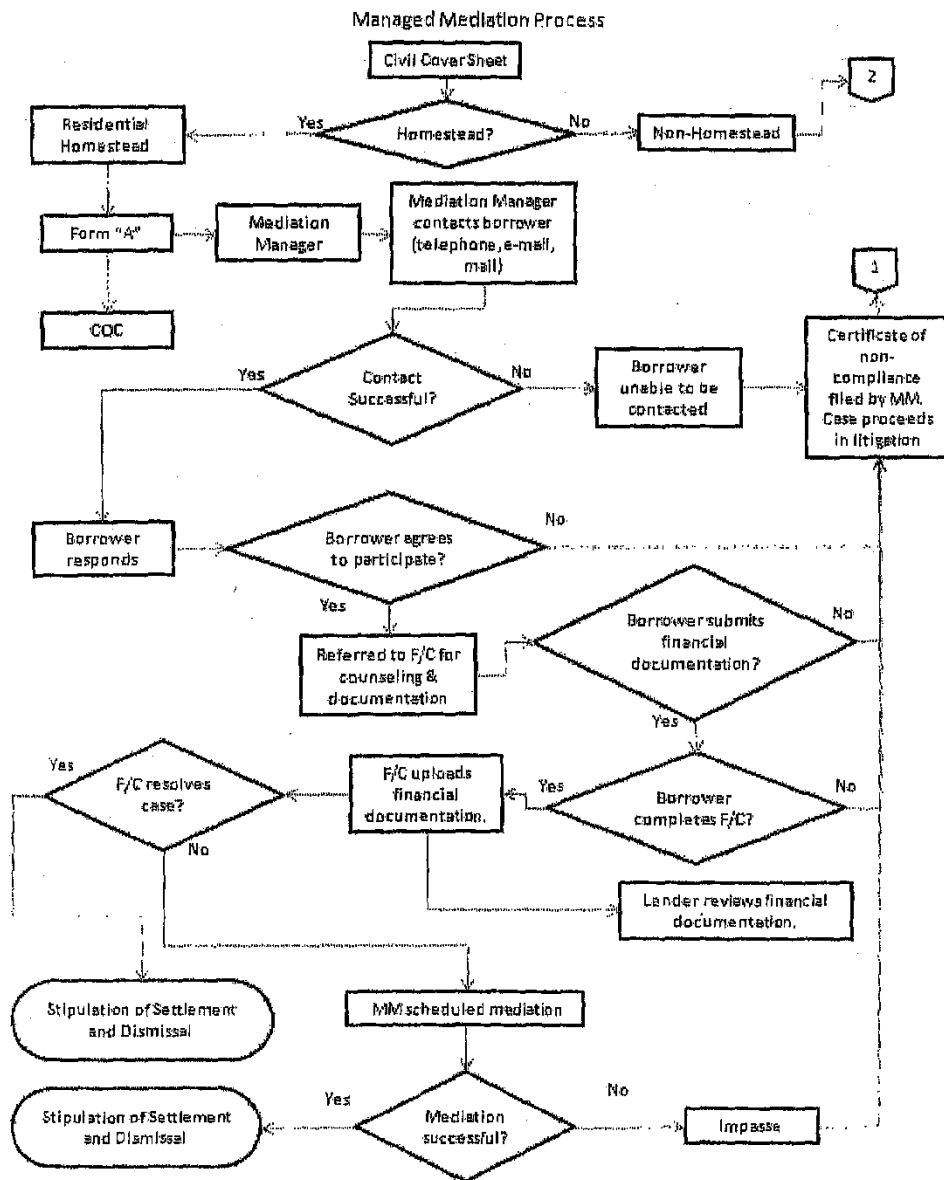 Managed Mediation Process
Civil Cover Sheet
2
Residential
Homestead
Yes
Homestead?
No
Non-Homestead
Form "A"
Mediation
Manager
Mediation Manager
contacts borrower
(telephone, e-mail,
mail)
1
COC
Yes
Contact
Successful?
No
Borrower
unable to be
contacted
Certificate of
non-
compliance
filed by MM.
Case proceeds
in litigation
Borrower
responds
Borrower agrees
to participate?
No
Yes
Referred to F/C for
counseling &
documentation
Borrower submits
financial
documentation?
No
Yes
Yes
F/C resolves
case?
No
F/C uploads
financial
documentation.
Yes
Borrower
completes F/C?
No
Lender reviews financial
documentation.
Stipulation of Settlement
and Dismissal
MM scheduled mediation
Stipulation of Settlement
and Dismissal
Yes
Mediation
successful?
No
Impasse